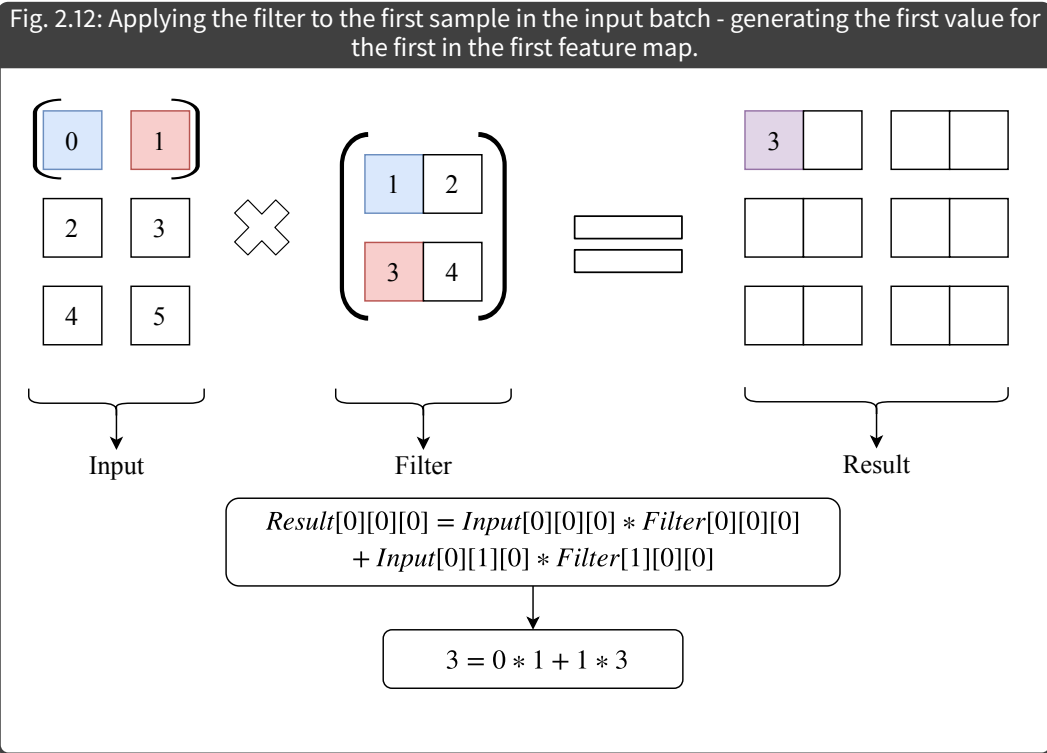 Fig. 2.12: Applying the filter to the first sample in the input batch - generating the first value for
the first in the first feature map.
0 1
2 3
4 5
1 2
3 4
3
Input
Filter
Result
Result[0][0][0] = Input[0][0][0] ∗ Filter[0][0][0]
+ Input[0][1][0] ∗ Filter[1][0][0]
3 = 0 ∗ 1 + 1 ∗ 3